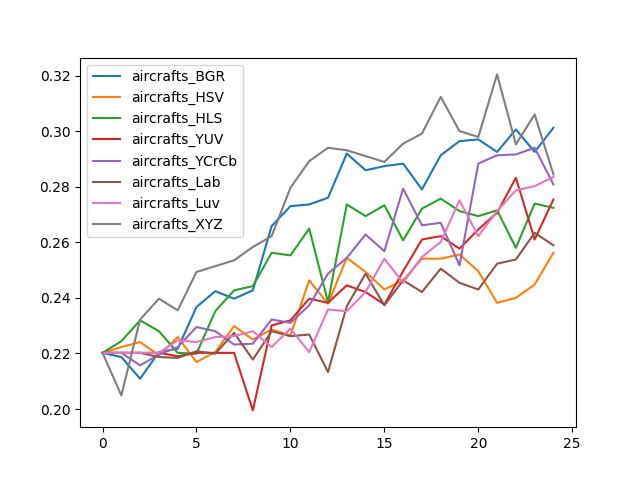 aircrafts_BGR
aircrafts_HSV
aircrafts_HLS
aircrafts_YUV
aircrafts_YCrCb
aircrafts_Lab
aircrafts_Luv
aircrafts_XYZ
0.32
0.30
0.28
0.26
0.24
0.22
0.20
0 5 10 15 20 25